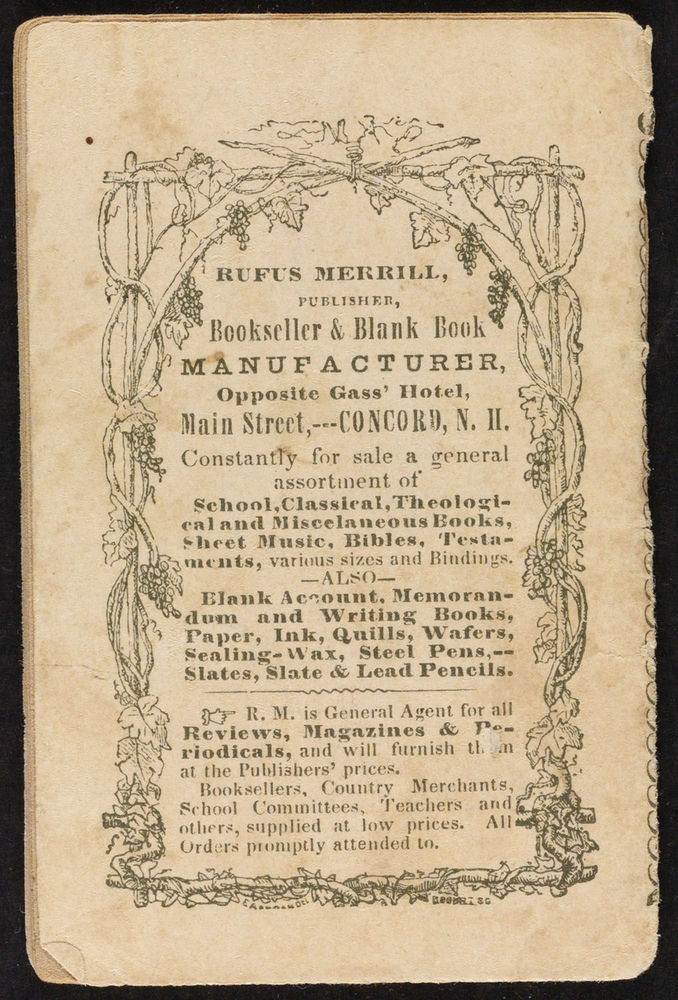 RUFUS MERRILL,
PUBLISHER,
Bookseller & Blank Book
MANUFACTURER,
Opposite Gass' Hotel,
Main Street,---CONCORD, N. H.
Constantly for sale a general
assortment of
School, Classical, Theologi-
cal and Miscelaneous Books,
Sheet Music, Bibles, Testa-
ments, various sizes and Bindings.
—ALSO—
Blank Account, Memoran-
dum and Writing Books,
Paper, Ink, Quills, Wafers,
Sealing-Wax, Steel Pens,--
Slates, Slate & Lead Pencils.
☞ R. M. is General Agent for all
Reviews, Magazines & Pe-
riodicals, and will furnish them
at the Publishers' prices.
Booksellers, Country Merchants,
School Committees, Teachers and
others, supplied at low prices. All
Orders promptly attended to.